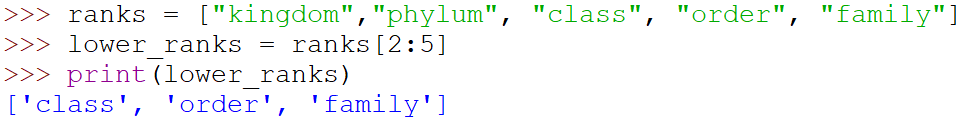 >>> ranks = ["kingdom","phylum", "class", "order", "family"]
>>> lower_ranks = ranks[2:5]
>>> print(lower_ranks)
['class', 'order', 'family']